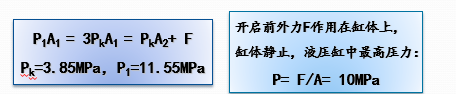 P₁A₁ = 3PₖA₁ = PₖA₂+ F
Pₖ=3.85MPa, P₁=11.55MPa
开启前外力F作用在缸体上,
缸体静止，液压缸中最高压力:
P= F/A= 10MPa